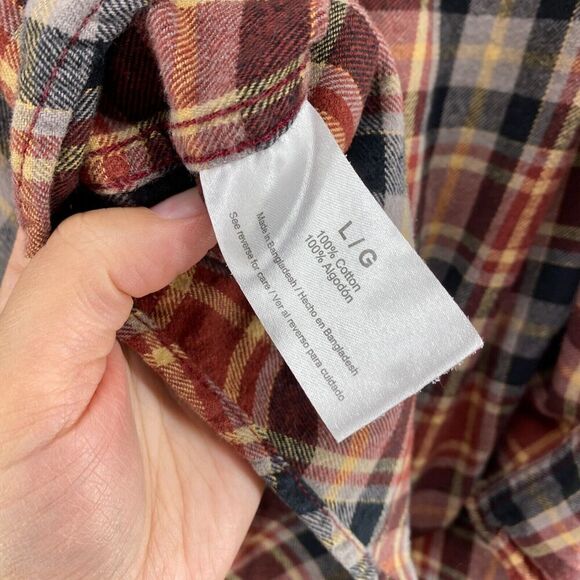 L / G
100% Cotton
100% Algodón
Made in Bangladesh / Hecho en Bangladesh
See reverse for care / Ver al reverso para cuidado